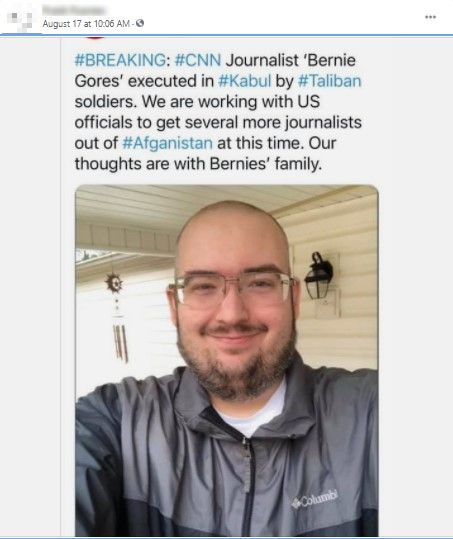 August 17 at 10:06 AM ·
#BREAKING: #CNN Journalist 'Bernie
Gores' executed in #Kabul by #Taliban
soldiers. We are working with US
officials to get several more journalists
out of #Afganistan at this time. Our
thoughts are with Bernies' family.
Columbi